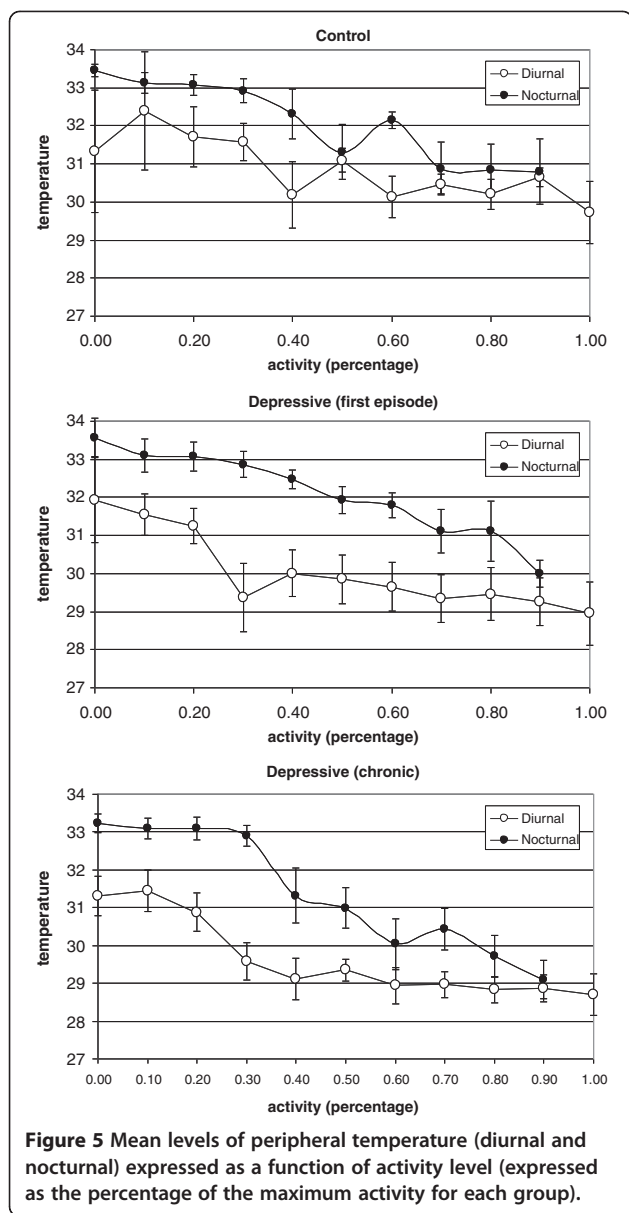 Control
34
33
32
31
30
29
28
27
temperature
Diurnal
Nocturnal
0.00 0.20 0.40 0.60 0.80 1.00
activity (percentage)
Depressive (first episode)
34
33
32
31
30
29
28
27
temperature
Diurnal
Nocturnal
0.00 0.20 0.40 0.60 0.80 1.00
activity (percentage)
Depressive (chronic)
34
33
32
31
30
29
28
27
temperature
Diurnal
Nocturnal
0.00 0.10 0.20 0.30 0.40 0.50 0.60 0.70 0.80 0.90 1.00
activity (percentage)
Figure 5 Mean levels of peripheral temperature (diurnal and
nocturnal) expressed as a function of activity level (expressed
as the percentage of the maximum activity for each group).